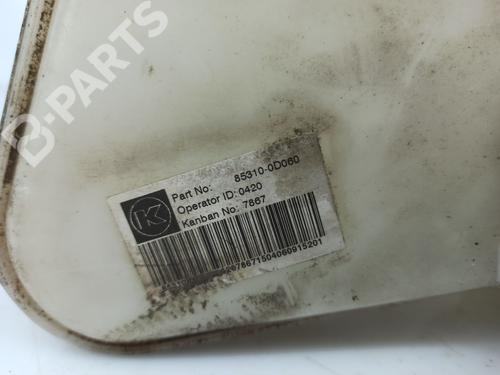 B-PARTS
K
Part No: 85310-0D060
Operator ID: 0420
Kanban No: 7867